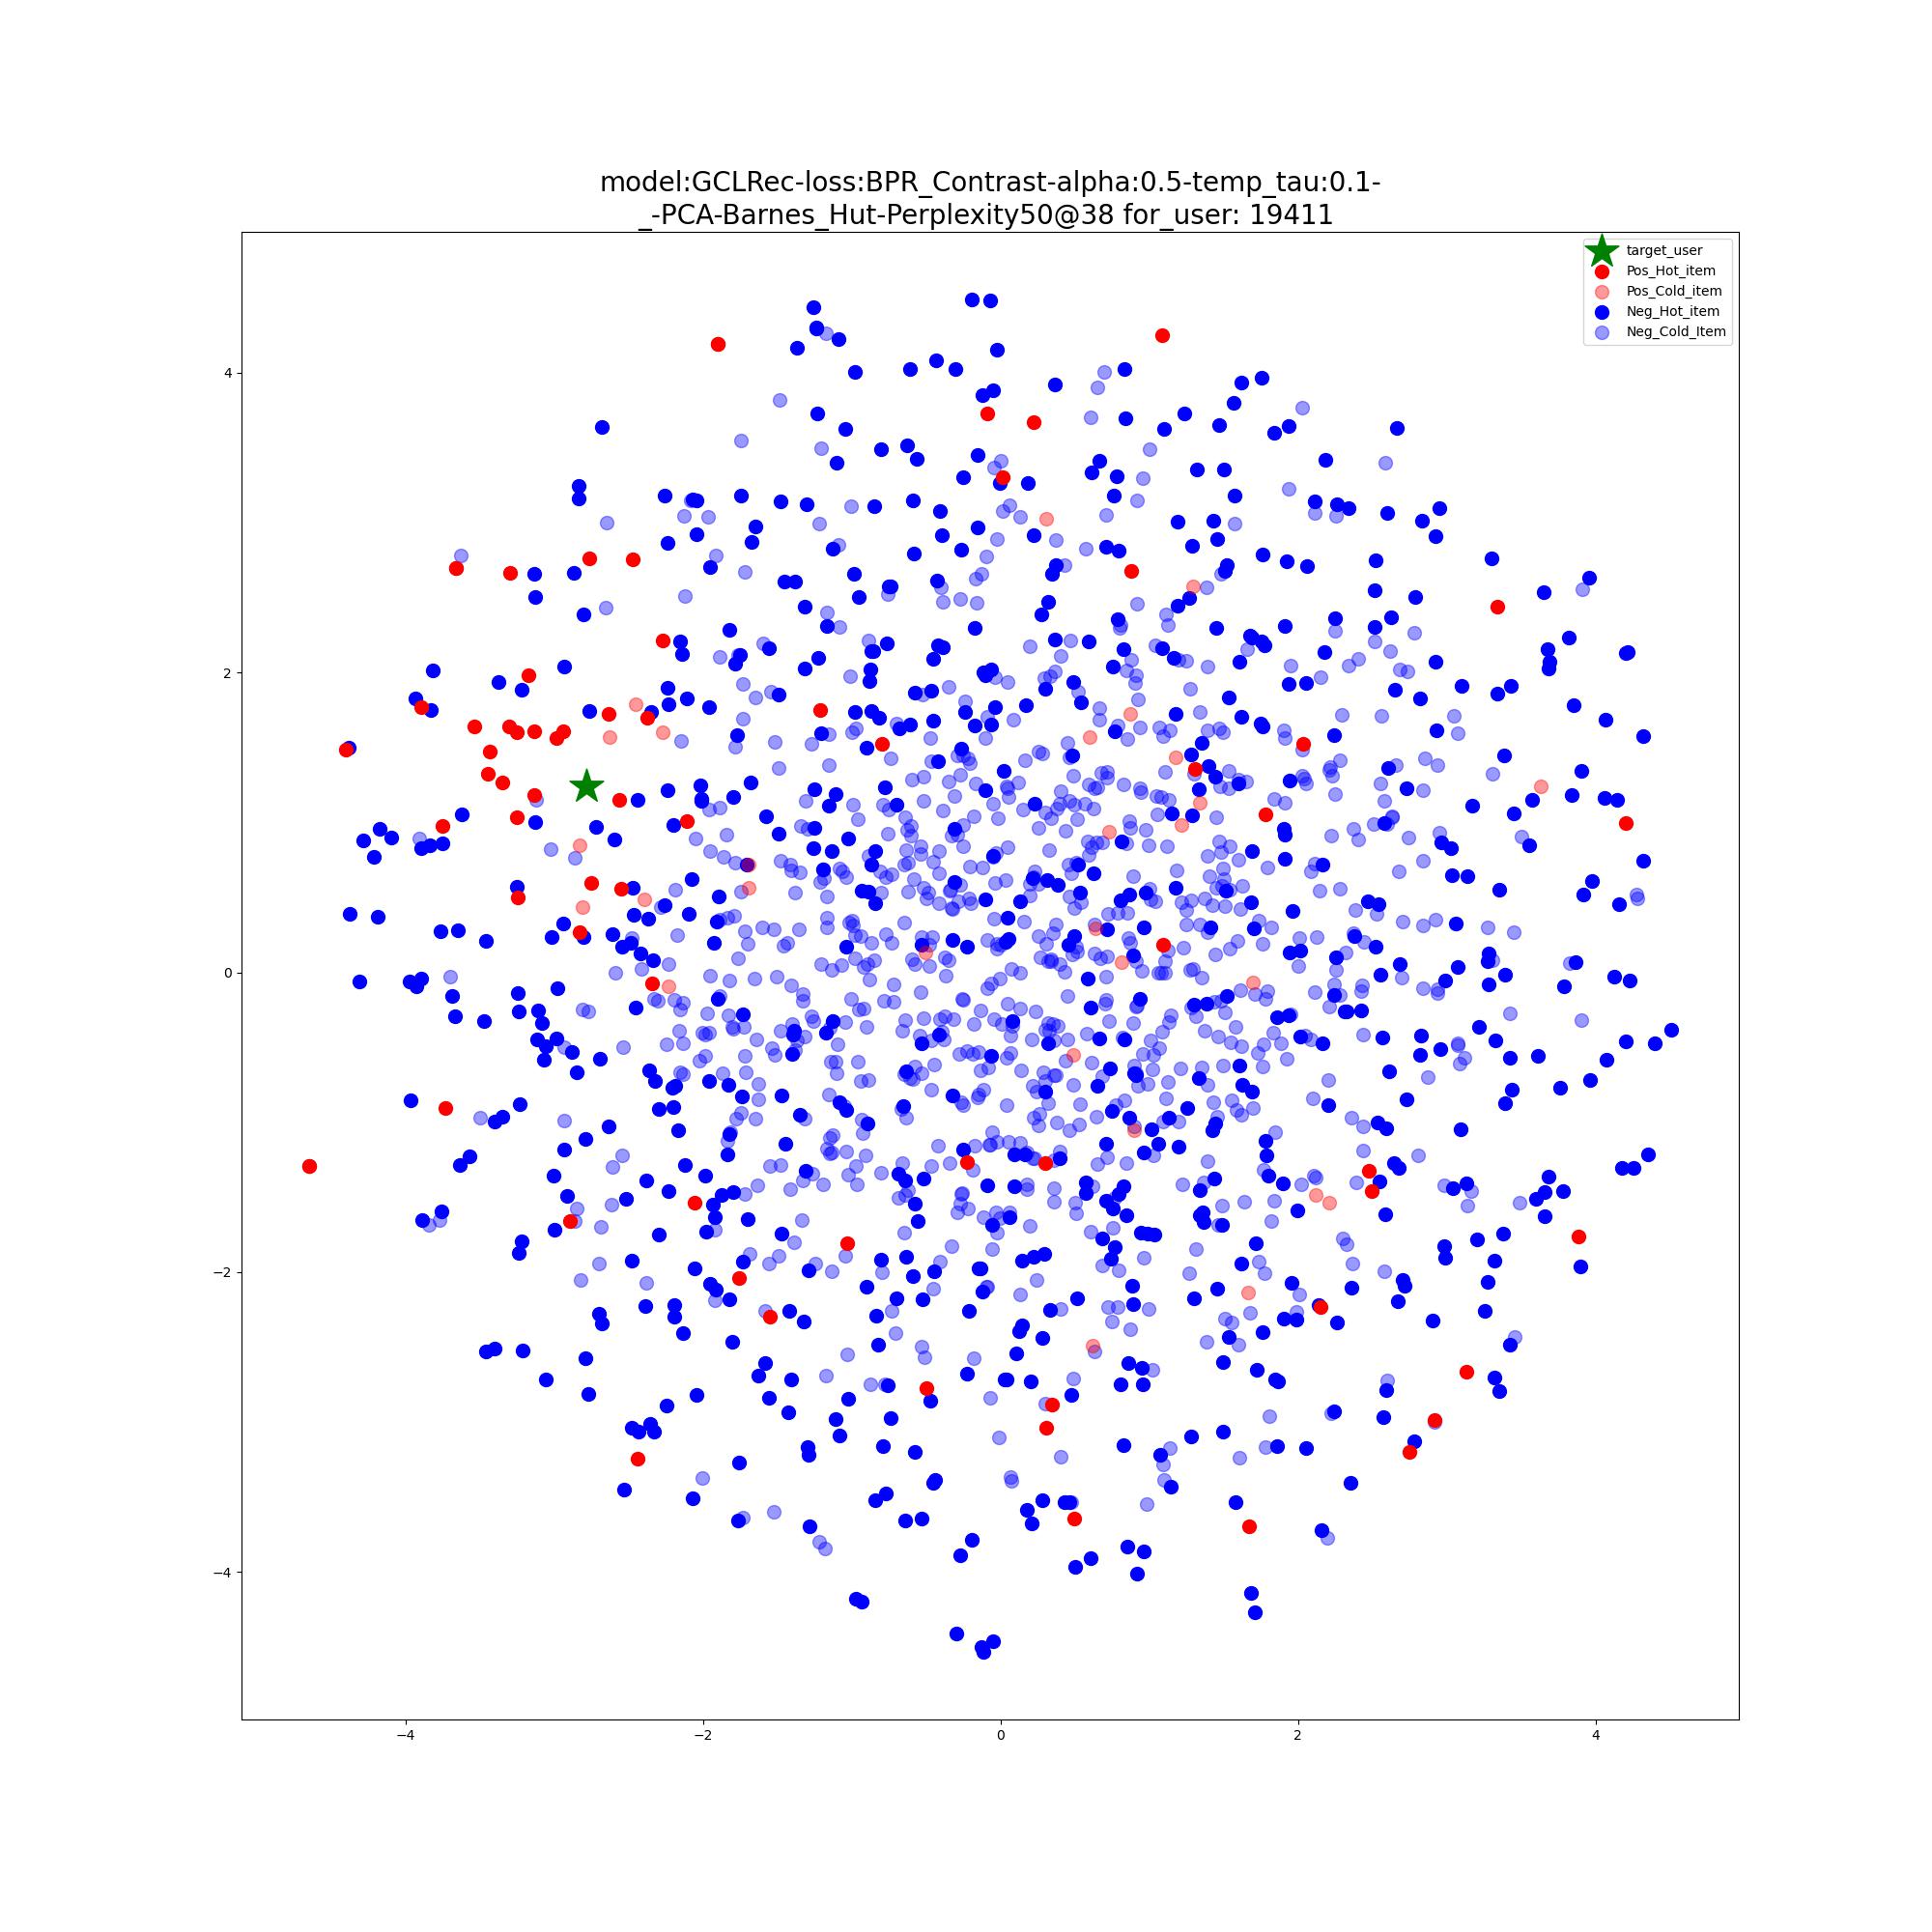 model:GCLRec-loss:BPR_Contrast-alpha:0.5-temp_tau:0.1-
_-PCA-Barnes_Hut-Perplexity50@38 for_user: 19411
target_user
Pos_Hot_item
Pos_Cold_item
Neg_Hot_item
Neg_Cold_Item
4
2
0
−2
−4
−4
−2
0
2
4